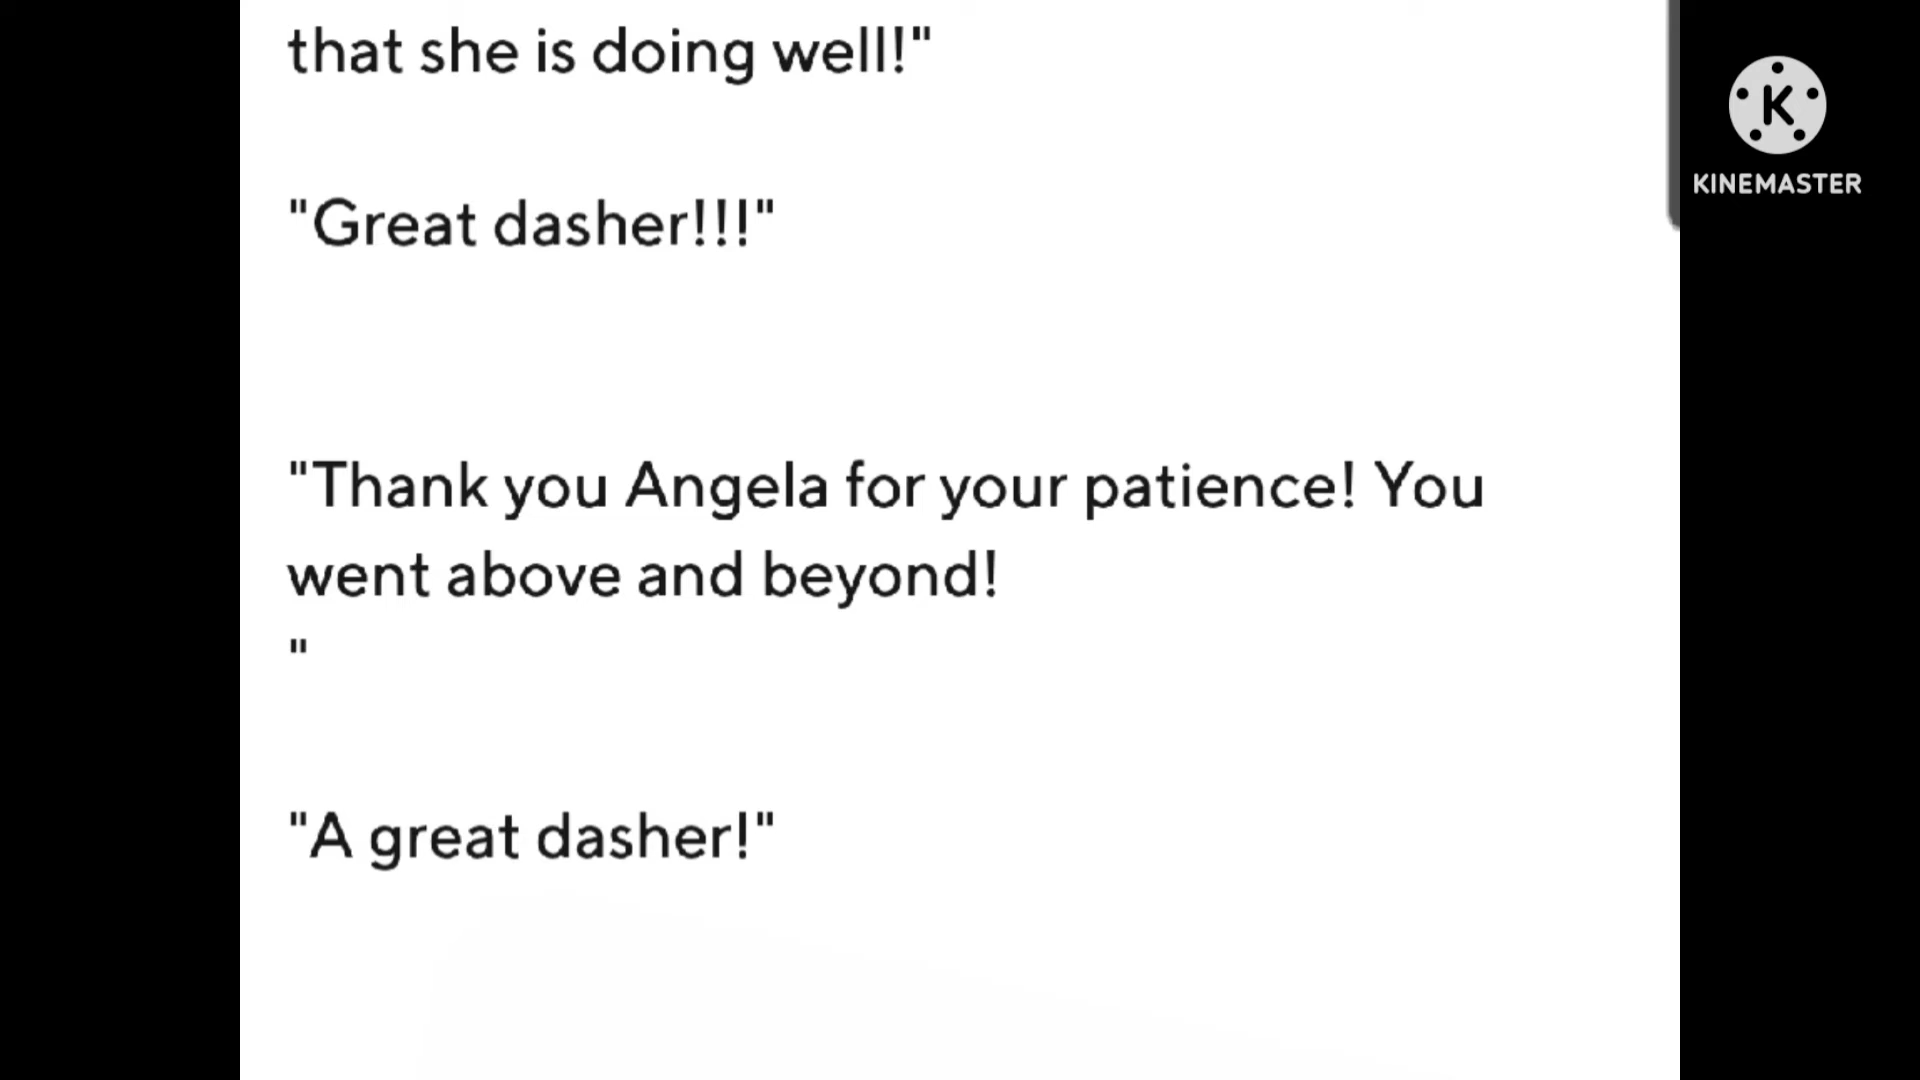 that she is doing well!"
K
KINEMASTER
"Great dasher!!!"
"Thank you Angela for your patience! You
went above and beyond!
"
"A great dasher!"